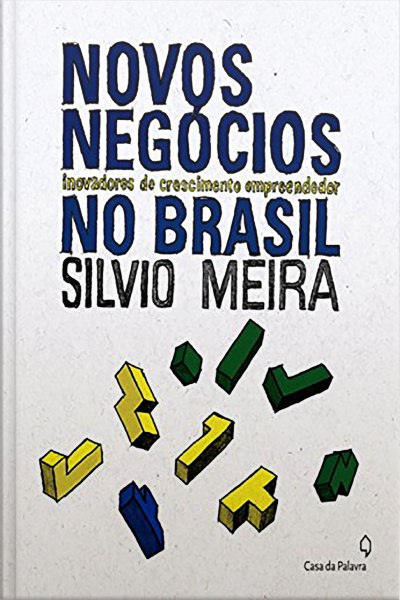 NOVOS
NEGÓCIOS
inovadores de crescimento empreendedor
NO BRASIL
SILVIO MEIRA
Casa da Palavra